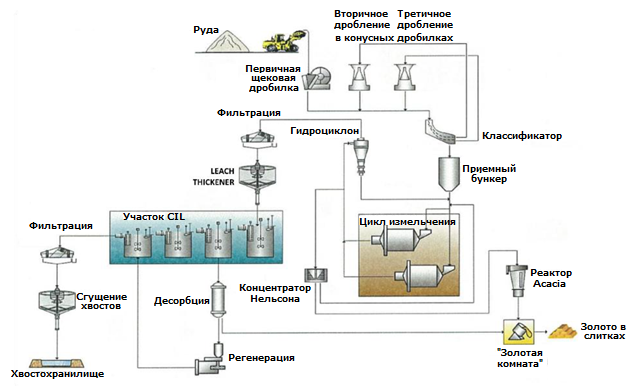 Руда
Вторичное
дробление
в конусных
Третичное
дробление
дробилках
Первичная
щековая
дробилка
Фильтрация
Гидроциклон
Классификатор
LEACH
THICKENER
Приемный
бункер
Участок CIL
Цикл измельчения
Фильтрация
Сгущение
хвостов
Десорбция
Концентратор
Нельсона
Реактор
Acacia
Золото в
слитках
Регенерация
"Золотая
комната"
Хвостохранилище